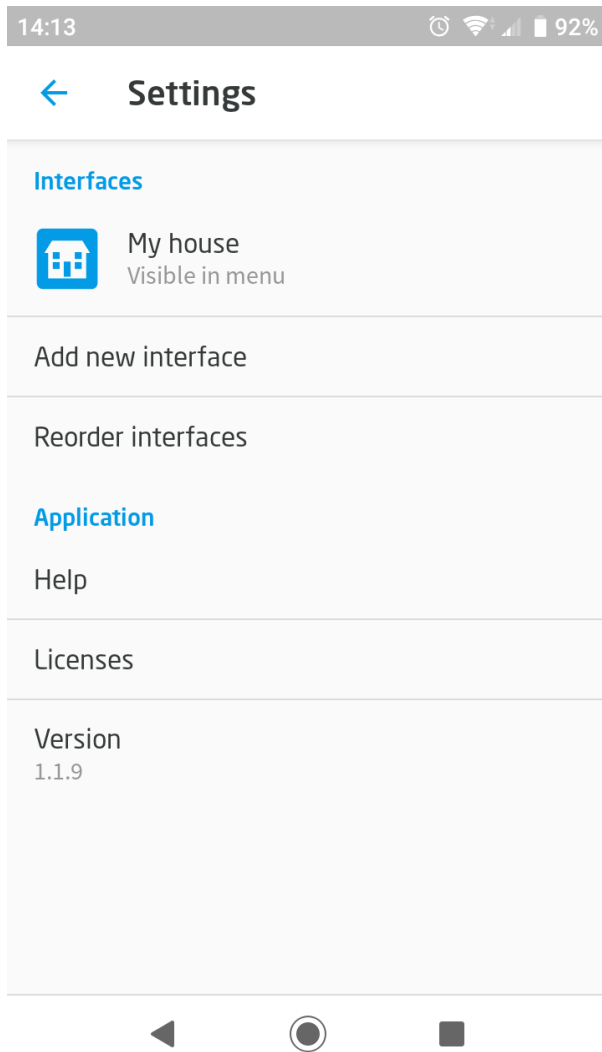 14:13
92%
Settings
Interfaces
My house
Visible in menu
Add new interface
Reorder interfaces
Application
Help
Licenses
Version
1.1.9